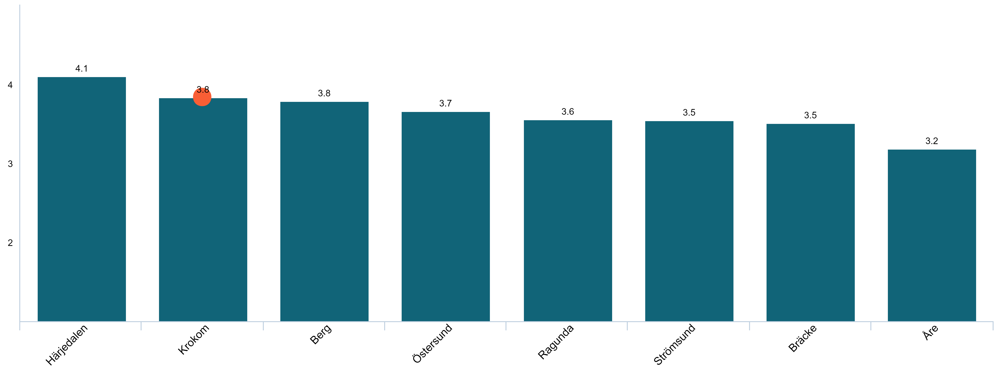 4.1
3.8
3.8
3.7
3.6
3.5
3.5
3.2
4
3
2
Härjedalen
Krokom
Berg
Östersund
Ragunda
Strömsund
Bräcke
Åre